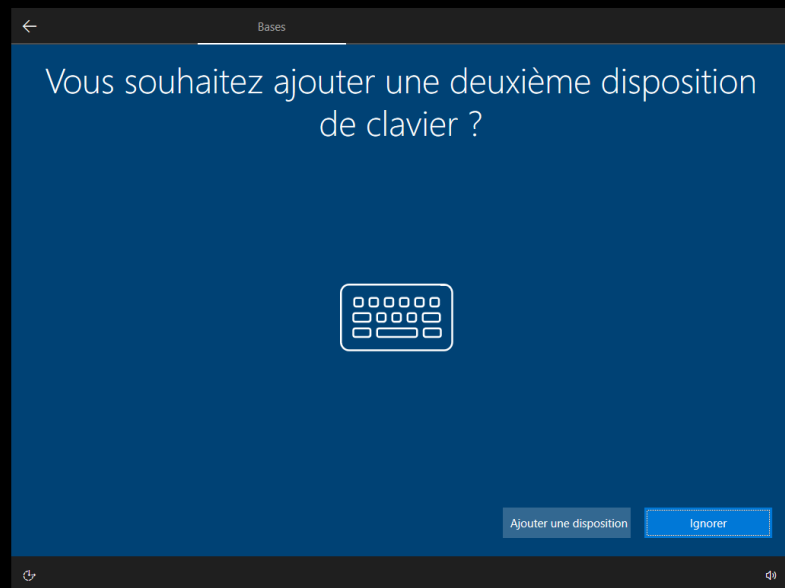 Bases
Vous souhaitez ajouter une deuxième disposition
de clavier ?
Ajouter une disposition
Ignorer